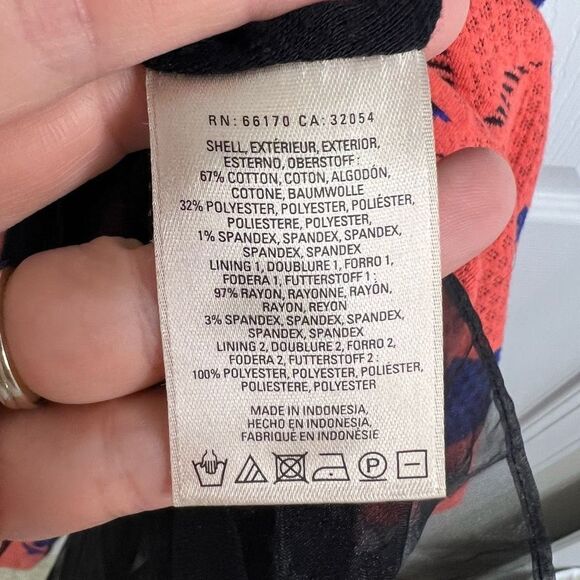 RN: 66170 CA: 32054
SHELL, EXTÉRIEUR, EXTERIOR,
ESTERNO, OBERSTOFF :
67% COTTON, COTON, ALGODÓN,
COTONE, BAUMWOLLE
32% POLYESTER, POLYESTER, POLIÉSTER,
POLIESTERE, POLYESTER
1% SPANDEX, SPANDEX, SPANDEX,
SPANDEX, SPANDEX
LINING 1, DOUBLURE 1, FORRO 1,
FODERA 1, FUTTERSTOFF 1 :
97% RAYON, RAYONNE, RAYÓN,
RAYON, REYON
3% SPANDEX, SPANDEX, SPANDEX,
SPANDEX, SPANDEX
LINING 2, DOUBLURE 2, FORRO 2,
FODERA 2, FUTTERSTOFF 2 :
100% POLYESTER, POLYESTER, POLIÉSTER,
POLIESTERE, POLYESTER
MADE IN INDONESIA,
HECHO EN INDONESIA,
FABRIQUÉ EN INDONÉSIE
P